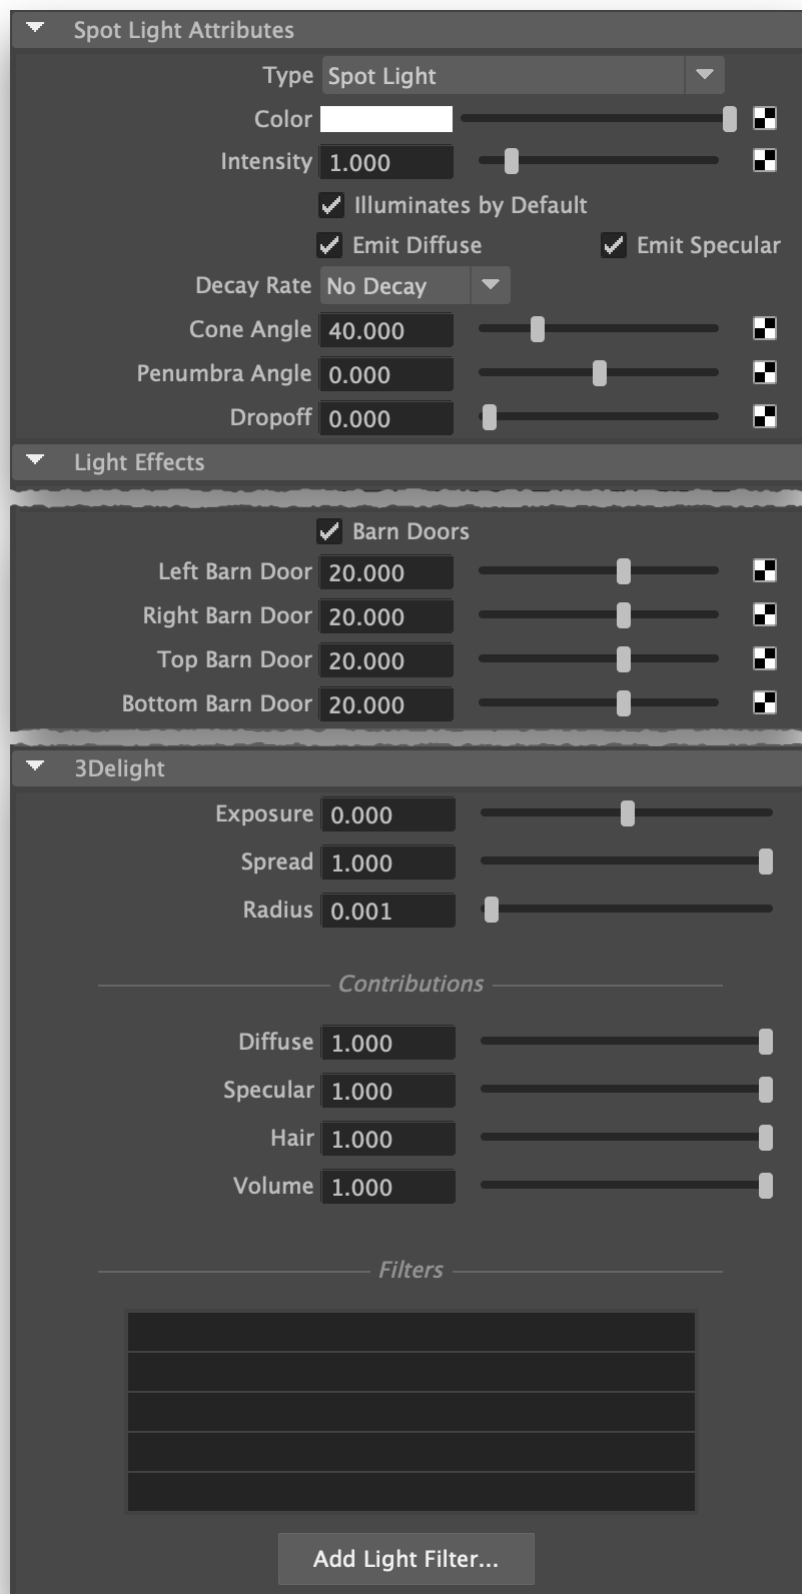 Spot Light Attributes
Type Spot Light
Color
Intensity 1.000
Illuminates by Default
Emit Diffuse Emit Specular
Decay Rate No Decay
Cone Angle 40.000
Penumbra Angle 0.000
Dropoff 0.000
Light Effects
Barn Doors
Left Barn Door 20.000
Right Barn Door 20.000
Top Barn Door 20.000
Bottom Barn Door 20.000
3Delight
Exposure 0.000
Spread 1.000
Radius 0.001
Contributions
Diffuse 1.000
Specular 1.000
Hair 1.000
Volume 1.000
Filters
Add Light Filter...